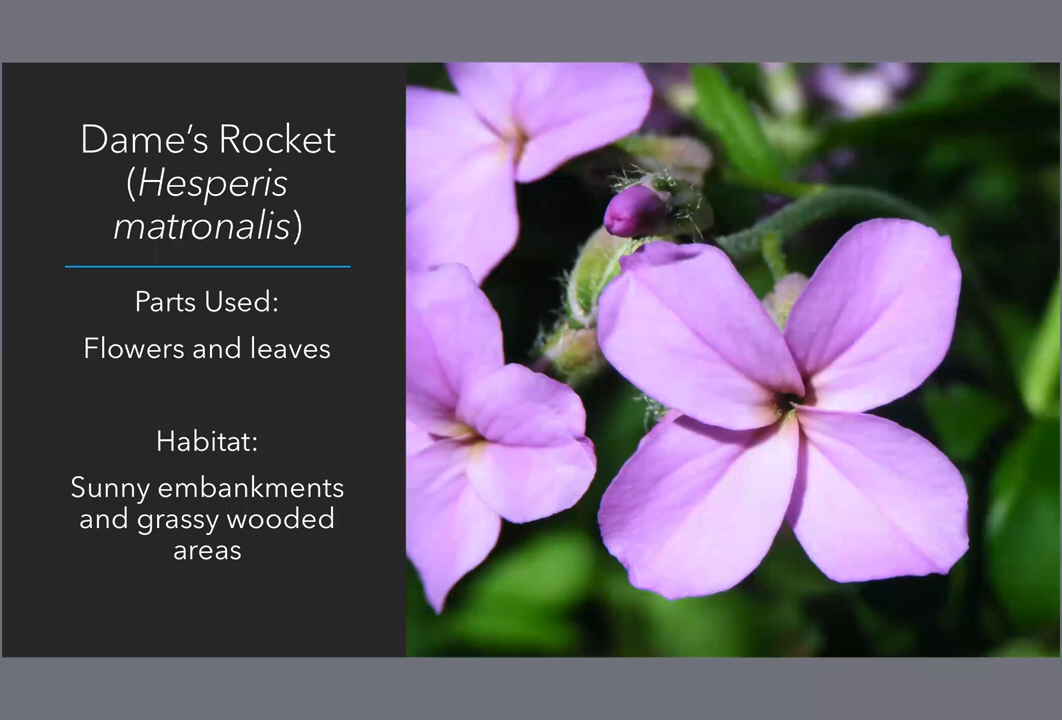 Dame’s Rocket
(Hesperis
matronalis)
Parts Used:
Flowers and leaves
Habitat:
Sunny embankments
and grassy wooded
areas